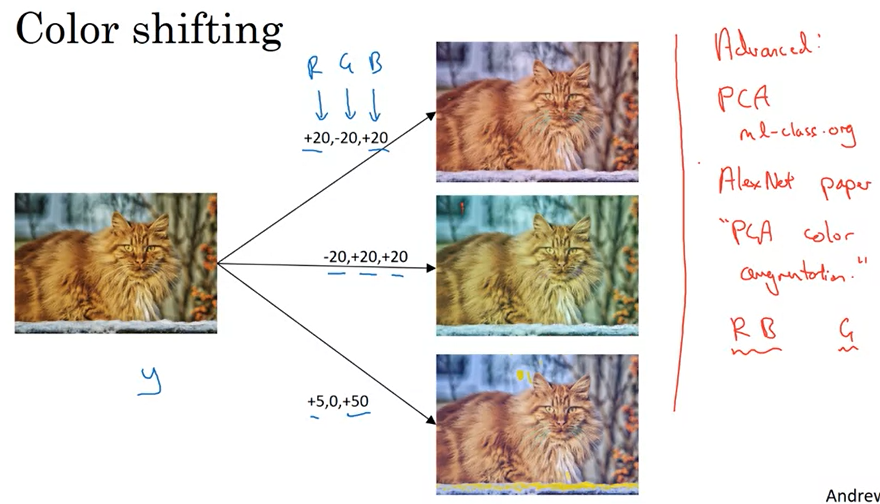 Color shifting
R G B
+20,-20,+20
-20,+20,+20
+5,0,+50
y
Advanced:
PCA
ml-class.org
AlexNet paper
"PCA color
augmentation."
R B G
Andrew